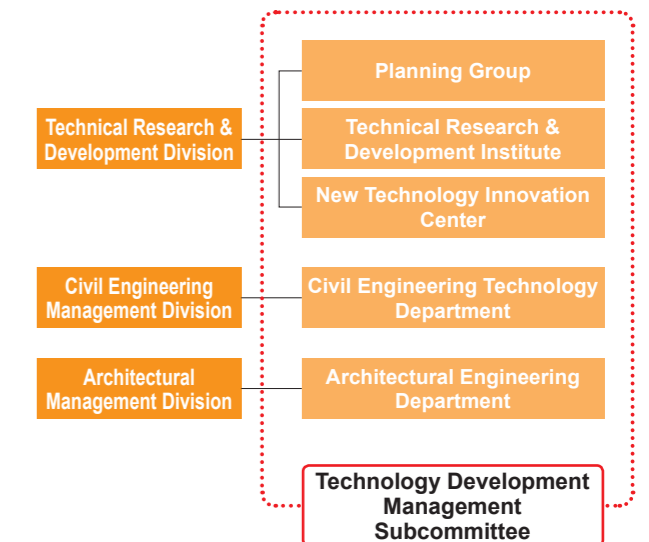 Planning Group
Technical Research &
Development Division
Technical Research &
Development Institute
New Technology Innovation
Center
Civil Engineering
Management Division
Civil Engineering Technology
Department
Architectural
Management Division
Architectural Engineering
Department
Technology Development
Management
Subcommittee